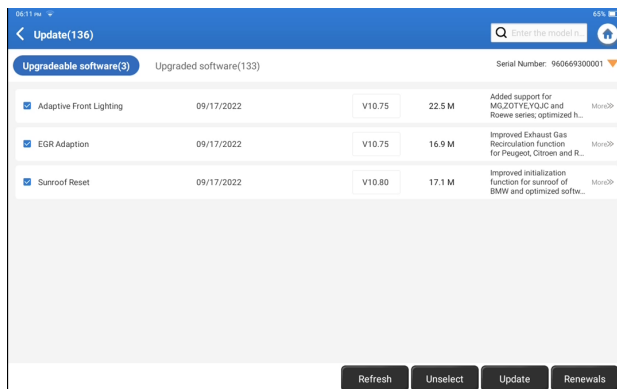 06:11 PM
65%
Update(136)
Enter the model n...
Upgradeable software(3)
Upgraded software(133)
Serial Number: 960669300001
Adaptive Front Lighting
09/17/2022
V10.75
22.5 M
Added support for
MG,ZOTYE,YQJC and
Roewe series; optimized h...
More
EGR Adaption
09/17/2022
V10.75
16.9 M
Improved Exhaust Gas
Recirculation function
for Peugeot, Citroen and R...
More
Sunroof Reset
09/17/2022
V10.80
17.1 M
Improved initialization
function for sunroof of
BMW and optimized softw...
More
Refresh
Unselect
Update
Renewals